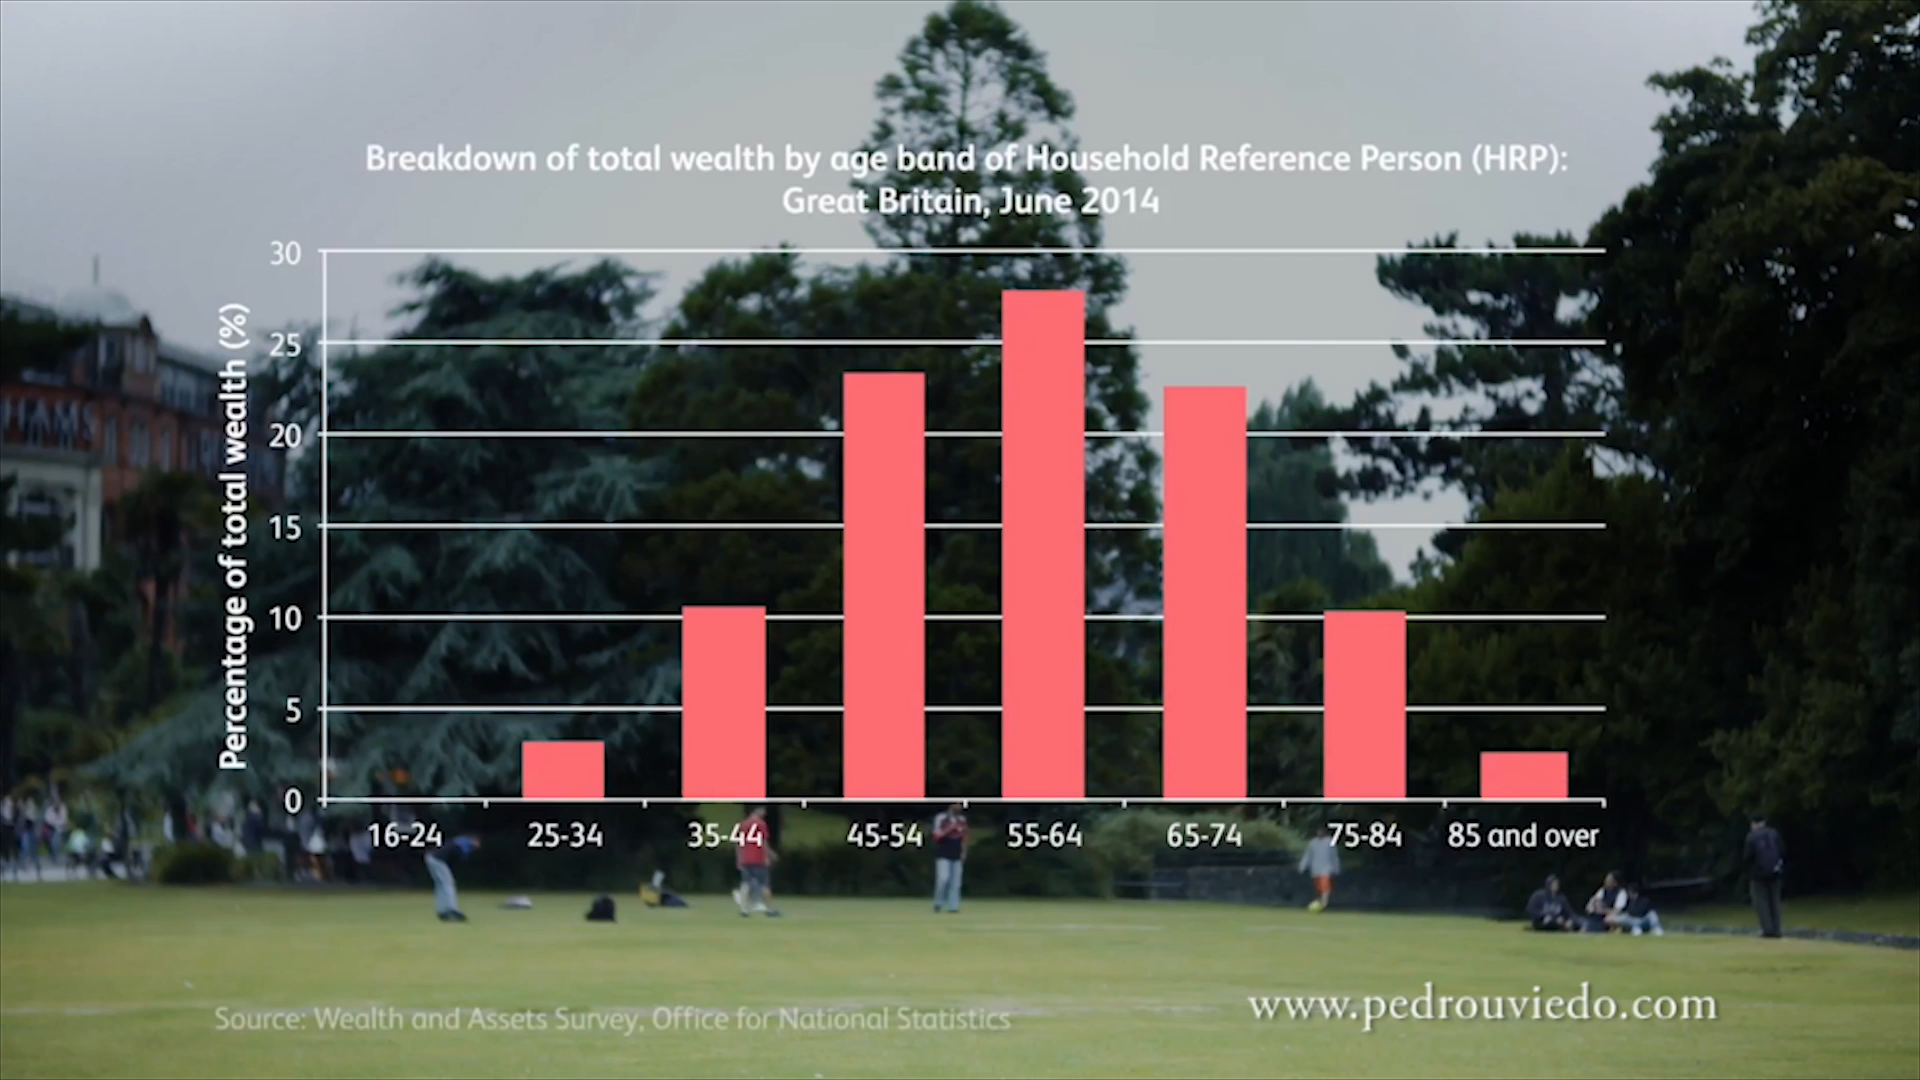 Breakdown of total wealth by age band of Household Reference Person (HRP):
Great Britain, June 2014
Percentage of total wealth (%)
30
25
20
15
10
5
0
16-24 25-34 35-44 45-54 55-64 65-74 75-84 85 and over
Source: Wealth and Assets Survey, Office for National Statistics
www.pedrouviedo.com